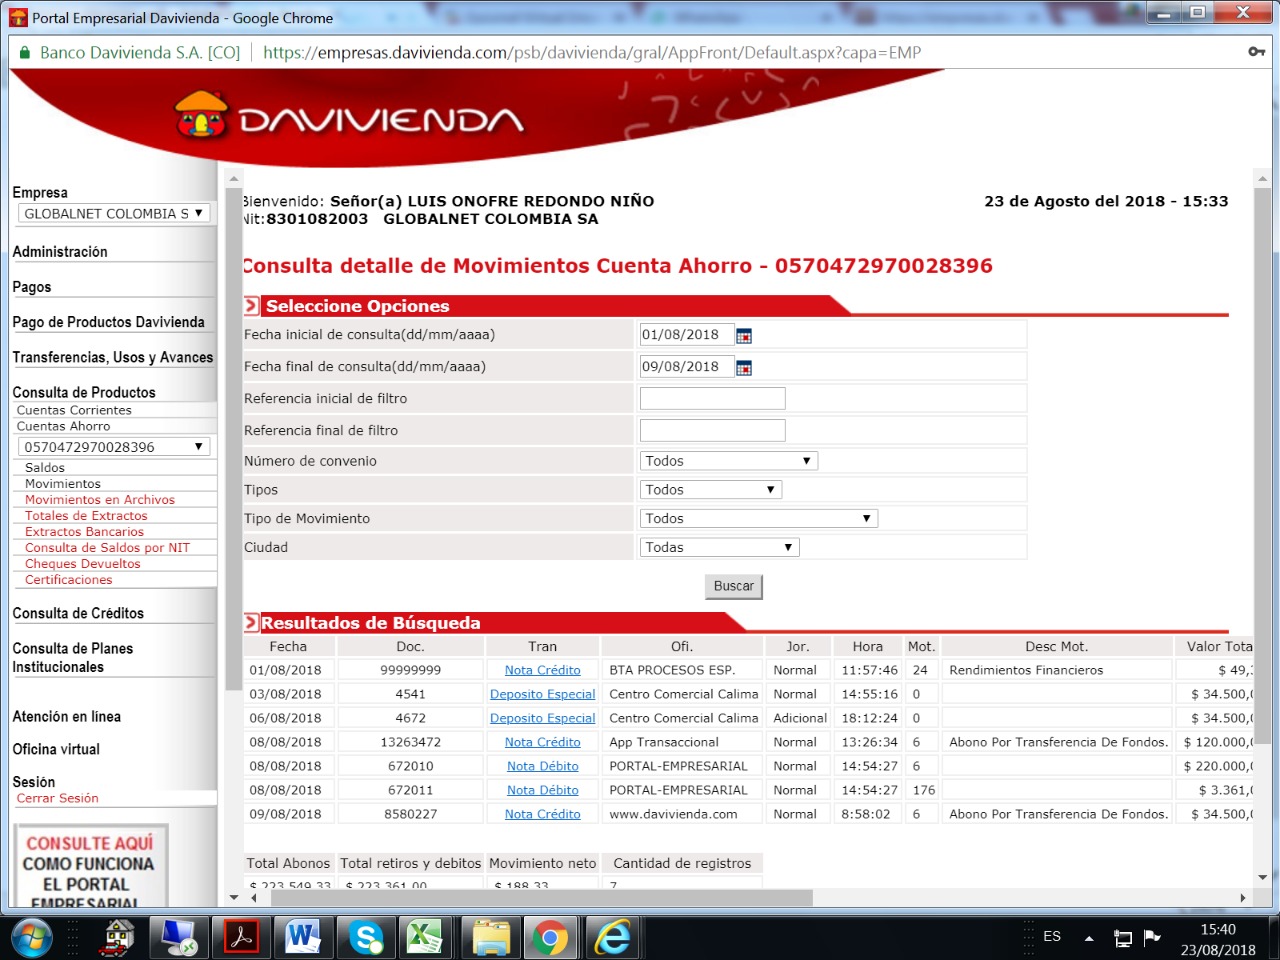 Portal Empresarial Davivienda - Google Chrome
Banco Davivienda S.A. [CO] https://empresas.davivienda.com/psb/davivienda/gral/AppFront/Default.aspx?capa=EMP
DAVIVIENDA
Empresa
GLOBALNET COLOMBIA S
Administración
Pagos
Pago de Productos Davivienda
Transferencias, Usos y Avances
Consulta de Productos
Cuentas Corrientes
Cuentas Ahorro
0570472970028396
Saldos
Movimientos
Movimientos en Archivos
Totales de Extractos
Extractos Bancarios
Consulta de Saldos por NIT
Cheques Devueltos
Certificaciones
Consulta de Créditos
Consulta de Planes
Institucionales
Atención en línea
Oficina virtual
Sesión
Cerrar Sesión
CONSULTE AQUÍ
COMO FUNCIONA
EL PORTAL
EMPRESARIAL
Bienvenido: Señor(a) LUIS ONOFRE REDONDO NIÑO 23 de Agosto del 2018 - 15:33
Nit:8301082003 GLOBALNET COLOMBIA SA
Consulta detalle de Movimientos Cuenta Ahorro - 0570472970028396
Seleccione Opciones
Fecha inicial de consulta(dd/mm/aaaa) 01/08/2018
Fecha final de consulta(dd/mm/aaaa) 09/08/2018
Referencia inicial de filtro
Referencia final de filtro
Número de convenio Todos
Tipos Todos
Tipo de Movimiento Todos
Ciudad Todas
Buscar
Resultados de Búsqueda
Fecha Doc. Tran Ofi. Jor. Hora Mot. Desc Mot. Valor Tota
01/08/2018 99999999 Nota Crédito BTA PROCESOS ESP. Normal 11:57:46 24 Rendimientos Financieros $ 49,
03/08/2018 4541 Deposito Especial Centro Comercial Calima Normal 14:55:16 0 $ 34.500,
06/08/2018 4672 Deposito Especial Centro Comercial Calima Adicional 18:12:24 0 $ 34.500,
08/08/2018 13263472 Nota Crédito App Transaccional Normal 13:26:34 6 Abono Por Transferencia De Fondos. $ 120.000,
08/08/2018 672010 Nota Débito PORTAL-EMPRESARIAL Normal 14:54:27 6 $ 220.000,
08/08/2018 672011 Nota Débito PORTAL-EMPRESARIAL Normal 14:54:27 176 $ 3.361,
09/08/2018 8580227 Nota Crédito www.davivienda.com Normal 8:58:02 6 Abono Por Transferencia De Fondos. $ 34.500,
Total Abonos Total retiros y debitos Movimiento neto Cantidad de registros
$ 223.549,33 $ 223.361,00 $ 188,33 7
ES
15:40
23/08/2018